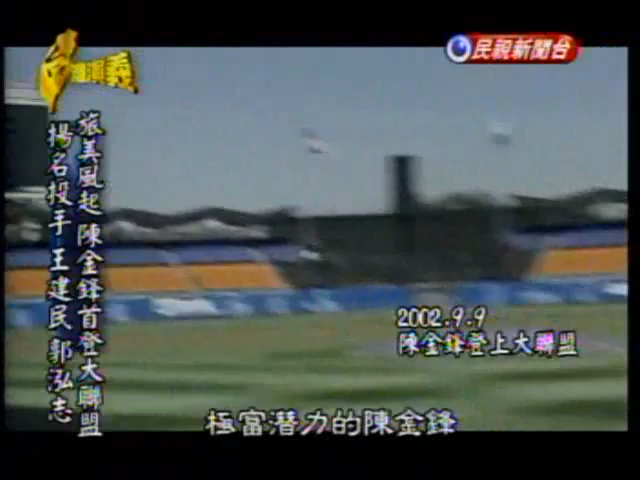 民視新聞台
演義
旅美風起 陳金鋒首登大聯盟
揚名投手 王建民 郭泓志
2002.9.9
陳金鋒登上大聯盟
極富潛力的陳金鋒